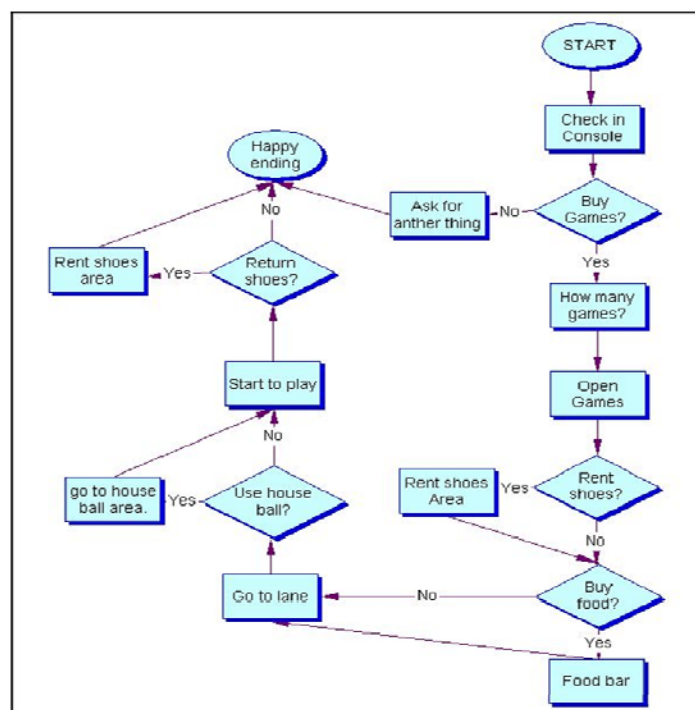 START
Check in
Console
Buy
Games?
No
Ask for
anther thing
Happy
ending
Yes
How many
games?
Open
Games
Rent
shoes?
Yes
Rent shoes
Area
No
Buy
food?
No
Yes
Food bar
Go to lane
Use house
ball?
Yes
go to house
ball area.
No
Start to play
Return
shoes?
Yes
Rent shoes
area
No